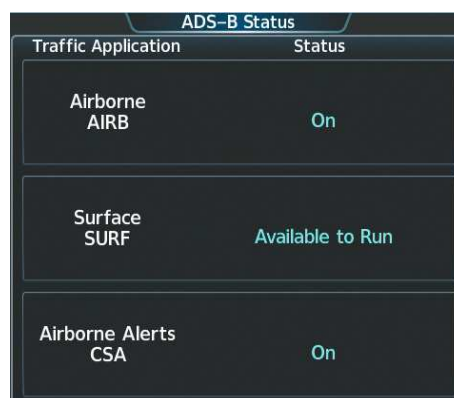 ADS-B Status
Traffic Application Status
Airborne
AIRB
On
Surface
SURF
Available to Run
Airborne Alerts
CSA
On